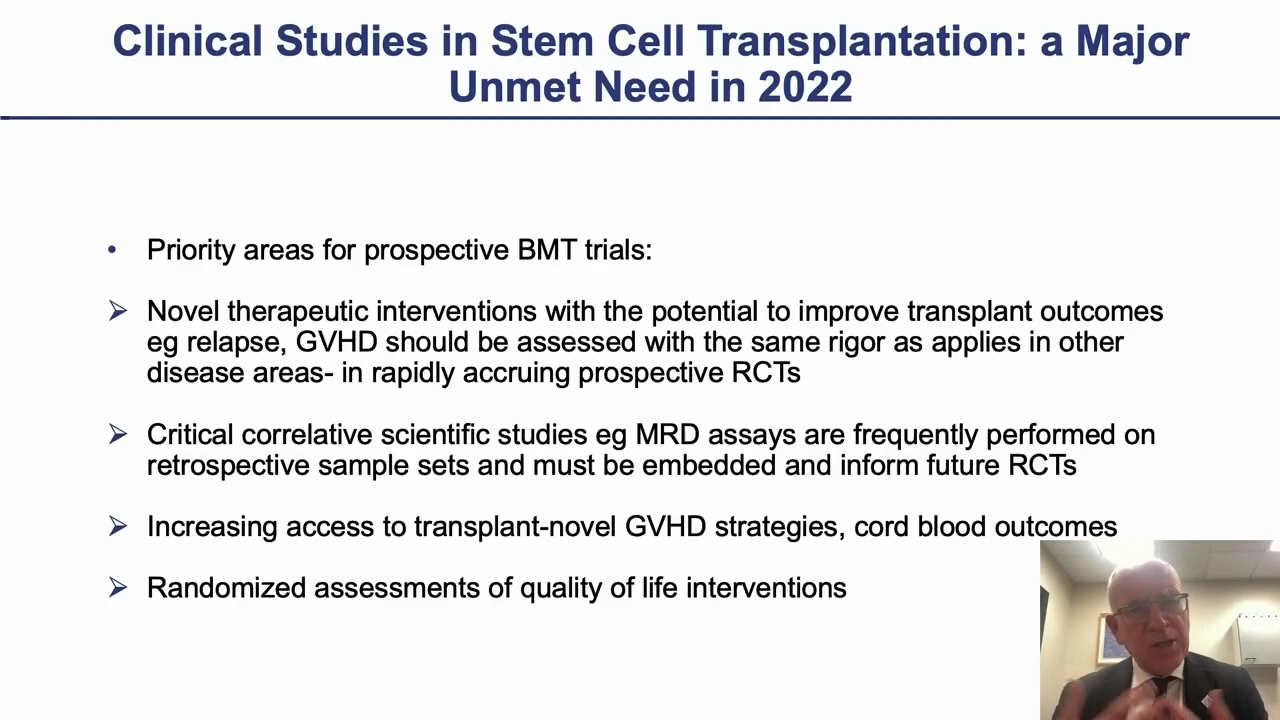 Clinical Studies in Stem Cell Transplantation: a Major
Unmet Need in 2022
• Priority areas for prospective BMT trials:
➢ Novel therapeutic interventions with the potential to improve transplant outcomes
eg relapse, GVHD should be assessed with the same rigor as applies in other
disease areas- in rapidly accruing prospective RCTs
➢ Critical correlative scientific studies eg MRD assays are frequently performed on
retrospective sample sets and must be embedded and inform future RCTs
➢ Increasing access to transplant-novel GVHD strategies, cord blood outcomes
➢ Randomized assessments of quality of life interventions